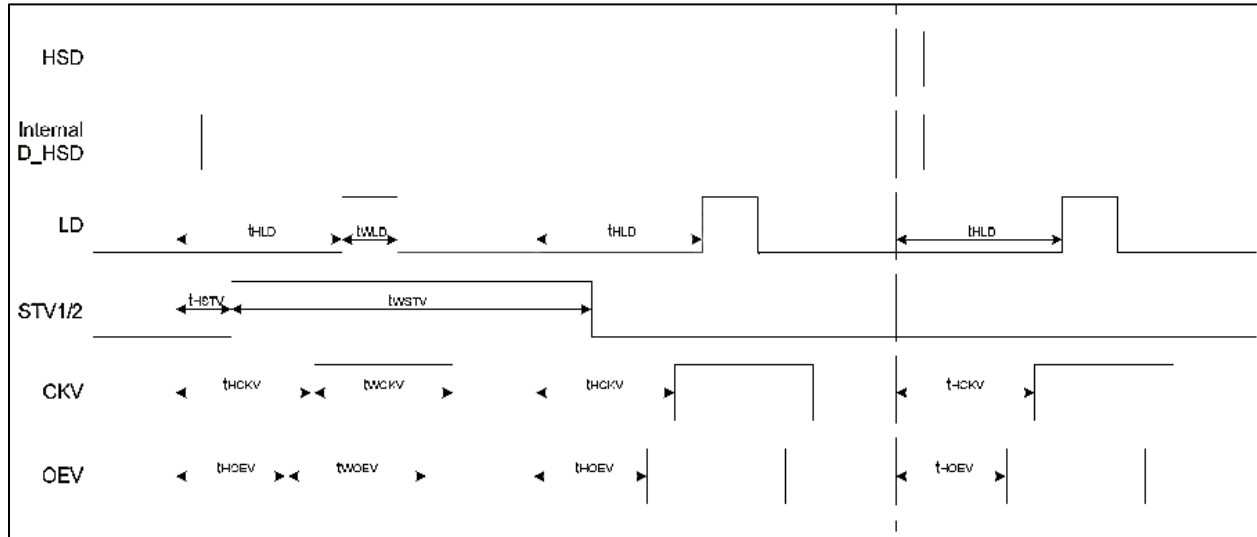 HSD
Internal
D_HSD
LD
tHLD tWLD tHLD tHLD
STV1/2
tHSTV tWSTV
CKV
tHCKV tWCKV tHCKV tHCKV
OEV
tHOEV tWOEV tHOEV tHOEV